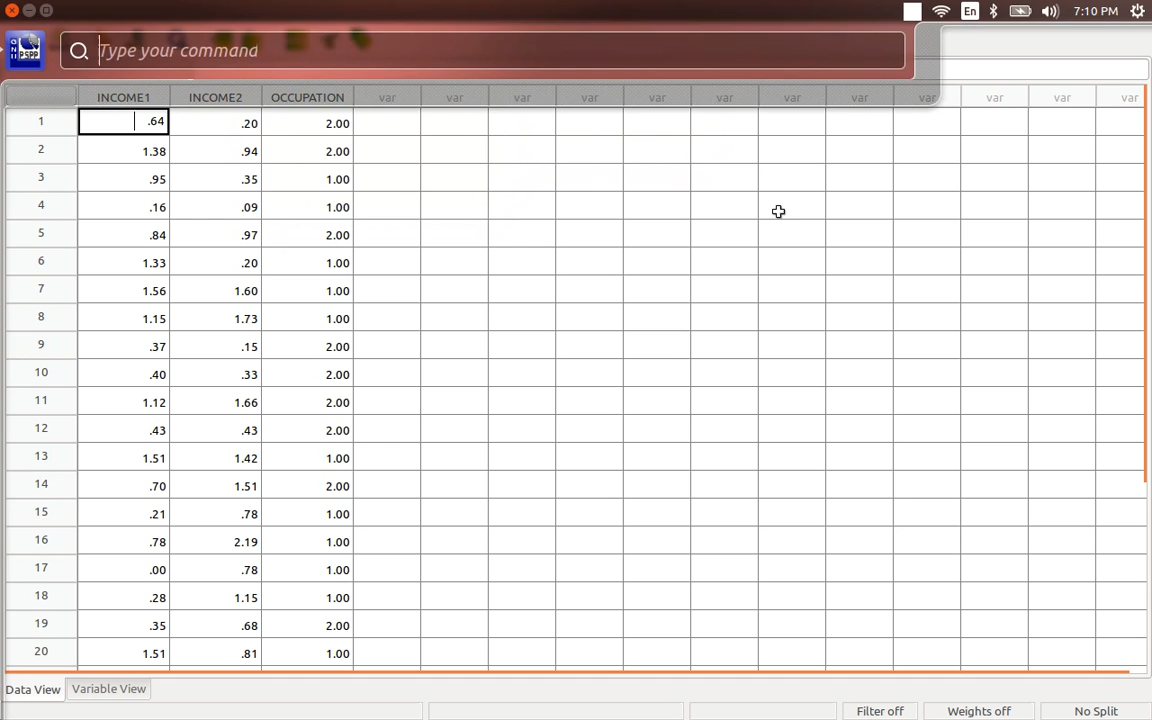 En 7:10 PM
PSPP Type your command
INCOME1 INCOME2 OCCUPATION var var var var var var var var var var var var
1 .64 .20 2.00
2 1.38 .94 2.00
3 .95 .35 1.00
4 .16 .09 1.00
5 .84 .97 2.00
6 1.33 .20 1.00
7 1.56 1.60 1.00
8 1.15 1.73 1.00
9 .37 .15 2.00
10 .40 .33 2.00
11 1.12 1.66 2.00
12 .43 .43 2.00
13 1.51 1.42 1.00
14 .70 1.51 2.00
15 .21 .78 1.00
16 .78 2.19 1.00
17 .00 .78 1.00
18 .28 1.15 1.00
19 .35 .68 2.00
20 1.51 .81 1.00
Data View Variable View
Filter off Weights off No Split